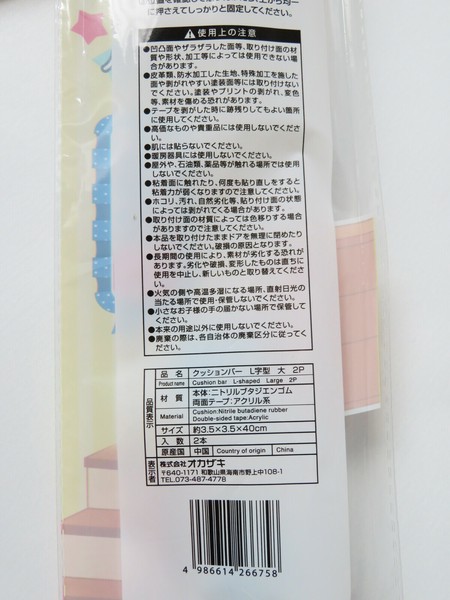 に押さえてしっかりと固定してください。
使用上の注意
●凹凸面やザラザラした面等、取り付け面の材
質や形状、加工等によっては使用できない場
合があります。
●皮革類、防水加工した生地、特殊加工を施した
面や剥がれやすい塗装面等には取り付けない
でください。塗装やプリントの剥がれ、変色
等、素材を傷める恐れがあります。
●テープを剥がした時に跡残りしてもよい箇所
に使用してください。
●高価なものや貴重品には使用しないでくださ
い。
●肌には貼らないでください。
●暖房器具には使用しないでください。
●屋外や、石油類、薬品等が触れる場所では使用
しないでください。
●粘着面に触れたり、何度も貼り直しをすると
粘着力が弱くなりますので注意してください。
●ホコリ、汚れ、自然劣化等、貼り付け面の状態
によっては剥がれてくる場合があります。
●取り付け面の材質によっては色移りする場合
がありますので注意してください。
●本品を取り付けたままドアを無理に閉めたり
しないでください。破損の原因となります。
●長期間の使用により、素材が劣化する恐れが
あります。劣化や破損、変形したものは直ちに
使用を中止し、新しいものと取り替えてくださ
い。
●火気の側や高温多湿になる場所、直射日光の
当たる場所で使用・保管しないでください。
●小さなお子様の手の届かない場所で保管して
ください。
●本来の用途以外に使用しないでください。
●廃棄の際は、各自治体の廃棄区分に従ってく
ださい。
品質表示
品名 クッションバー L字型 大 2P
Product name Cushion bar L-shaped Large 2P
材質 本体:ニトリルブタジエンゴム
両面テープ:アクリル系
Material Cushion:Nitrile butadiene rubber
Double-sided tape:Acrylic
サイズ 約3.5×3.5×40cm
入数 2本
原産国 中国 Country of origin China
表示者 株式会社オカザキ
〒640-1171 和歌山県海南市野上中108-1
TEL.073-487-4778
4 986614 266758